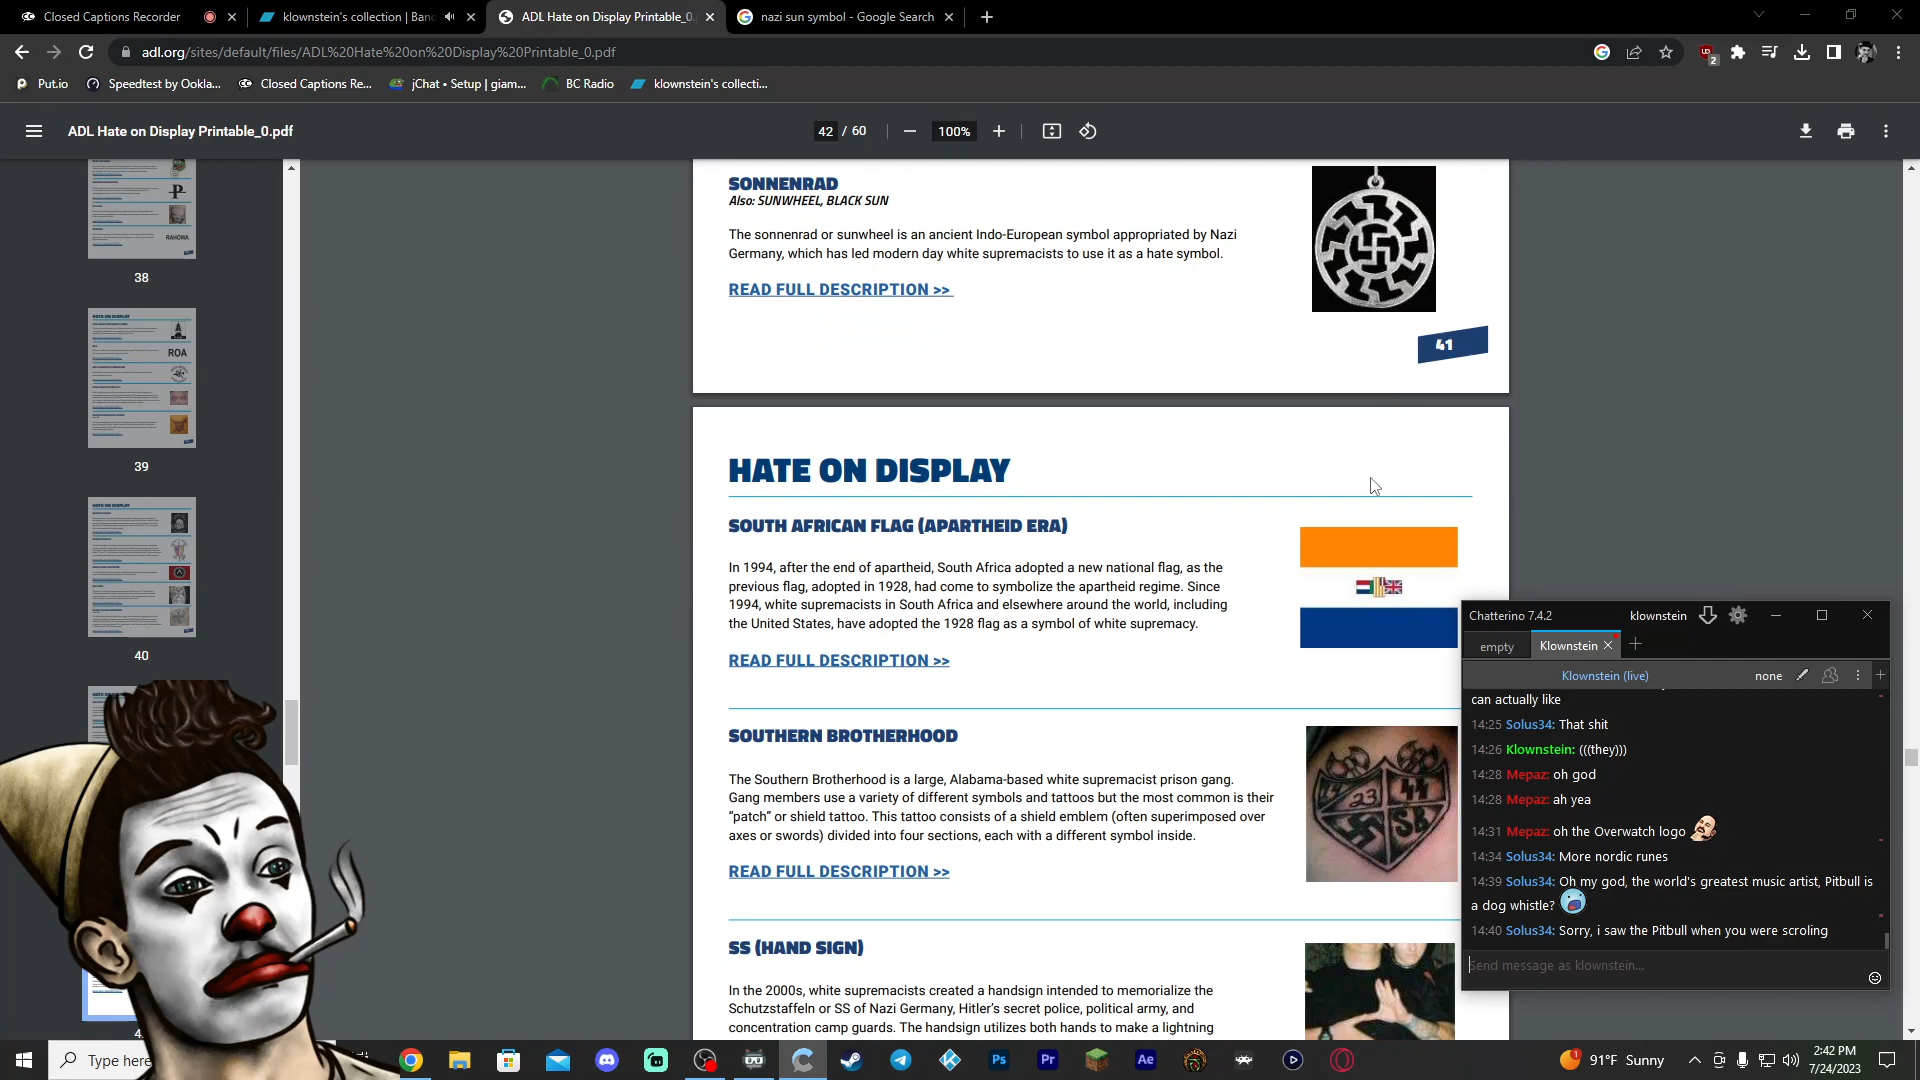 Closed Captions Recorder
klownstein's collection | Banc
ADL Hate on Display Printable_0.p
nazi sun symbol - Google Search
adl.org/sites/default/files/ADL%20Hate%20on%20Display%20Printable_0.pdf
2
Put.io
Speedtest by Ookla...
Closed Captions Re...
jChat • Setup | giam...
BC Radio
klownstein's collecti...
ADL Hate on Display Printable_0.pdf
42 / 60
100%
38
39
40
RAHOWA
ROA
SONNENRAD
Also: SUNWHEEL, BLACK SUN
The sonnenrad or sunwheel is an ancient Indo-European symbol appropriated by Nazi
Germany, which has led modern day white supremacists to use it as a hate symbol.
READ FULL DESCRIPTION >>
41
HATE ON DISPLAY
SOUTH AFRICAN FLAG (APARTHEID ERA)
In 1994, after the end of apartheid, South Africa adopted a new national flag, as the
previous flag, adopted in 1928, had come to symbolize the apartheid regime. Since
1994, white supremacists in South Africa and elsewhere around the world, including
the United States, have adopted the 1928 flag as a symbol of white supremacy.
READ FULL DESCRIPTION >>
SOUTHERN BROTHERHOOD
The Southern Brotherhood is a large, Alabama-based white supremacist prison gang.
Gang members use a variety of different symbols and tattoos but the most common is their
“patch” or shield tattoo. This tattoo consists of a shield emblem (often superimposed over
axes or swords) divided into four sections, each with a different symbol inside.
READ FULL DESCRIPTION >>
23
SB
SS (HAND SIGN)
In the 2000s, white supremacists created a handsign intended to memorialize the
Schutzstaffeln or SS of Nazi Germany, Hitler’s secret police, political army, and
concentration camp guards. The handsign utilizes both hands to make a lightning
Chatterino 7.4.2
klownstein
empty
Klownstein
Klownstein (live)
none
can actually like
14:25 Solus34: That shit
14:26 Klownstein: (((they)))
14:28 Mepaz: oh god
14:28 Mepaz: ah yea
14:31 Mepaz: oh the Overwatch logo
14:34 Solus34: More nordic runes
14:39 Solus34: Oh my god, the world's greatest music artist, Pitbull is
a dog whistle?
14:40 Solus34: Sorry, i saw the Pitbull when you were scroling
Send message as klownstein...
Type here
Ps
Pr
Ae
1
91°F Sunny
2:42 PM
7/24/2023